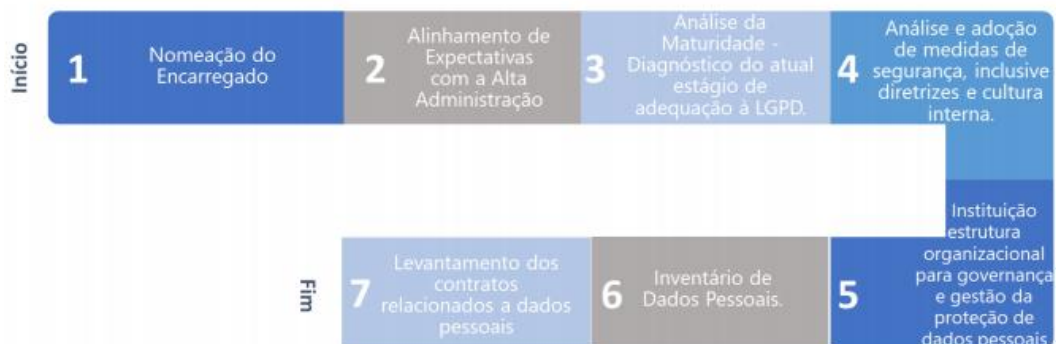 Início
1
Nomeação do
Encarregado
2
Alinhamento de
Expectativas
com a Alta
Administração
3
Análise da
Maturidade -
Diagnóstico do atual
estágio de
adequação à LGPD.
4
Análise e adoção
de medidas de
segurança, inclusive
diretrizes e cultura
interna.
5
Instituição
estrutura
organizacional
para governança
e gestão da
proteção de
dados pessoais
6
Inventário de
Dados Pessoais.
7
Levantamento dos
contratos
relacionados a dados
pessoais
Fim